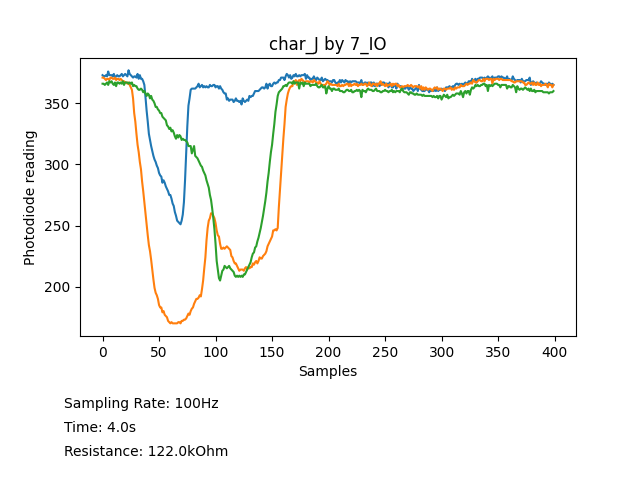 char_J by 7_IO
Photodiode reading
350
300
250
200
0 50 100 150 200 250 300 350 400
Samples
Sampling Rate: 100Hz
Time: 4.0s
Resistance: 122.0kOhm